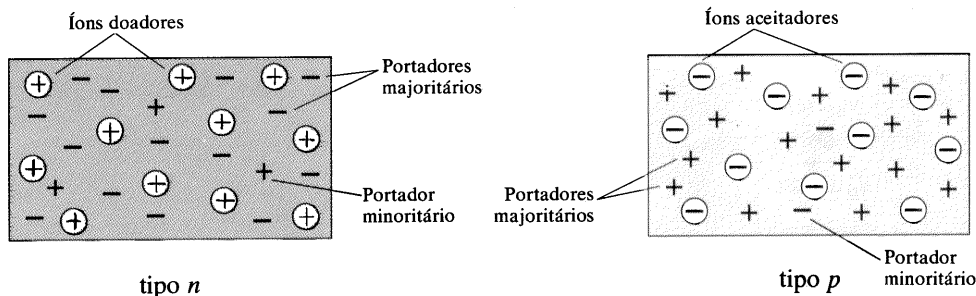 Íons doadores
Portadores
majoritários
Portador
minoritário
tipo n
Íons aceitadores
Portadores
majoritários
Portador
minoritário
tipo p